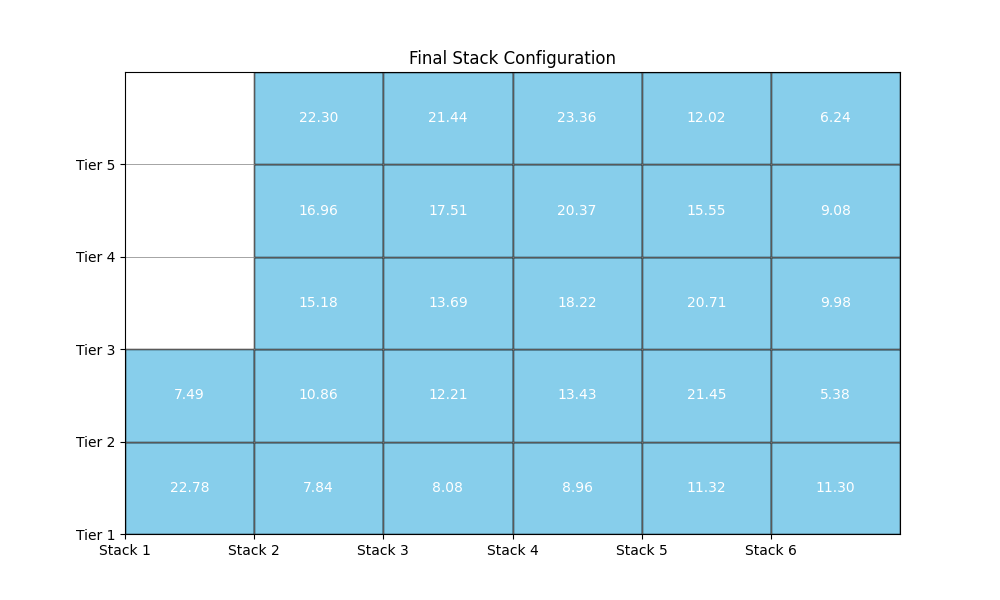 Final Stack Configuration
22.30 21.44 23.36 12.02 6.24
Tier 5
16.96 17.51 20.37 15.55 9.08
Tier 4
15.18 13.69 18.22 20.71 9.98
Tier 3
7.49 10.86 12.21 13.43 21.45 5.38
Tier 2
22.78 7.84 8.08 8.96 11.32 11.30
Tier 1
Stack 1 Stack 2 Stack 3 Stack 4 Stack 5 Stack 6